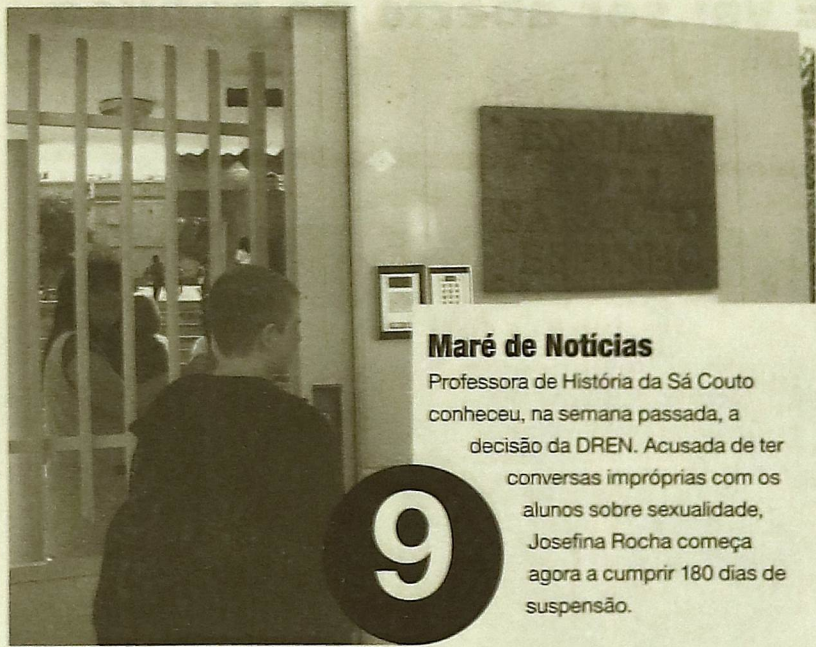 Maré de Notícias
Professora de História da Sá Couto
conheceu, na semana passada, a
decisão da DREN. Acusada de ter
conversas impróprias com os
alunos sobre sexualidade,
Josefina Rocha começa
agora a cumprir 180 dias de
suspensão.
9